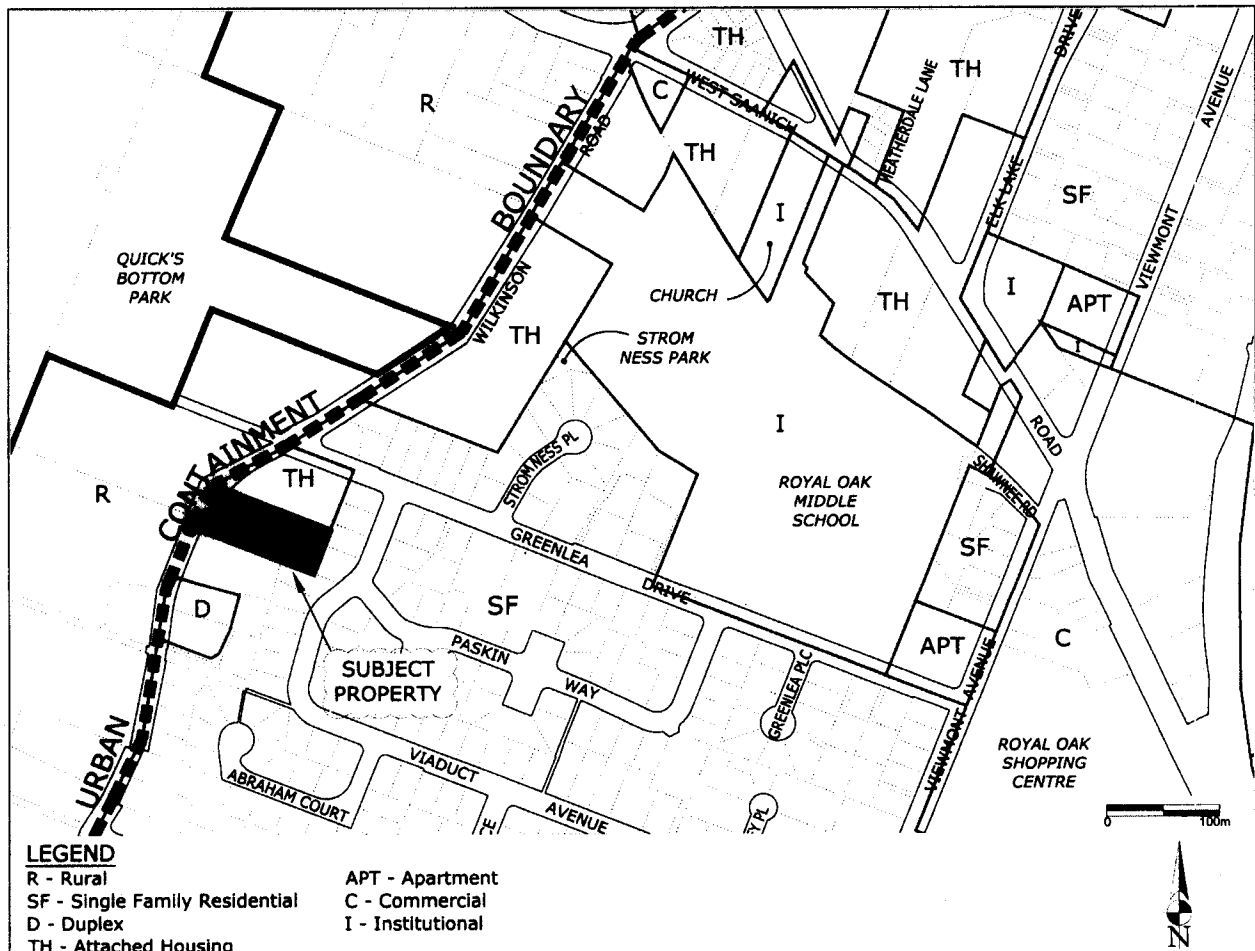 TH
WEST SAANICH
HEATHERDALE LANE
TH
DRIVE
AVENUE
R
C
BOUNDARY
ROAD
TH
ELK LAKE
SF
VIEWMONT
I
QUICK'S
BOTTOM
PARK
CHURCH
WILKINSON
TH
STROM
NESS PARK
TH
I
APT
I
CONTAINMENT
R
TH
STROM NESS PL
I
ROYAL OAK
MIDDLE
SCHOOL
ROAD
SHAWNEE RD
GREENLEA
DRIVE
SF
SF
D
PASKIN
WAY
SUBJECT
PROPERTY
GREENLEA PLC
APT
C
VIEWMONT
AVENUE
URBAN
VIADUCT
AVENUE
ABRAHAM COURT
CE
EY PL
ROYAL OAK
SHOPPING
CENTRE
0 100m
LEGEND
R - Rural
SF - Single Family Residential
D - Duplex
TH - Attached Housing
APT - Apartment
C - Commercial
I - Institutional
N